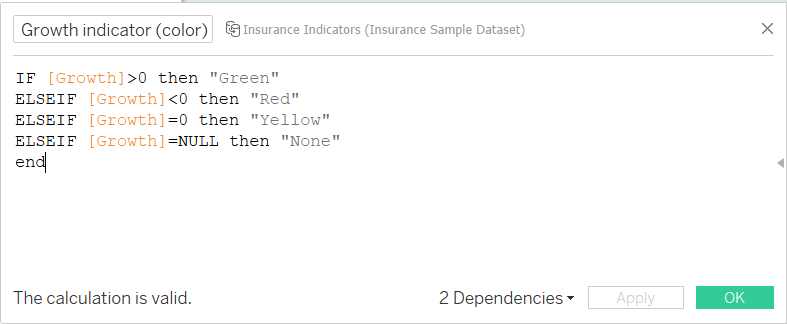 Growth indicator (color) Insurance Indicators (Insurance Sample Dataset)
IF [Growth]>0 then "Green"
ELSEIF [Growth]<0 then "Red"
ELSEIF [Growth]=0 then "Yellow"
ELSEIF [Growth]=NULL then "None"
end
The calculation is valid. 2 Dependencies Apply OK